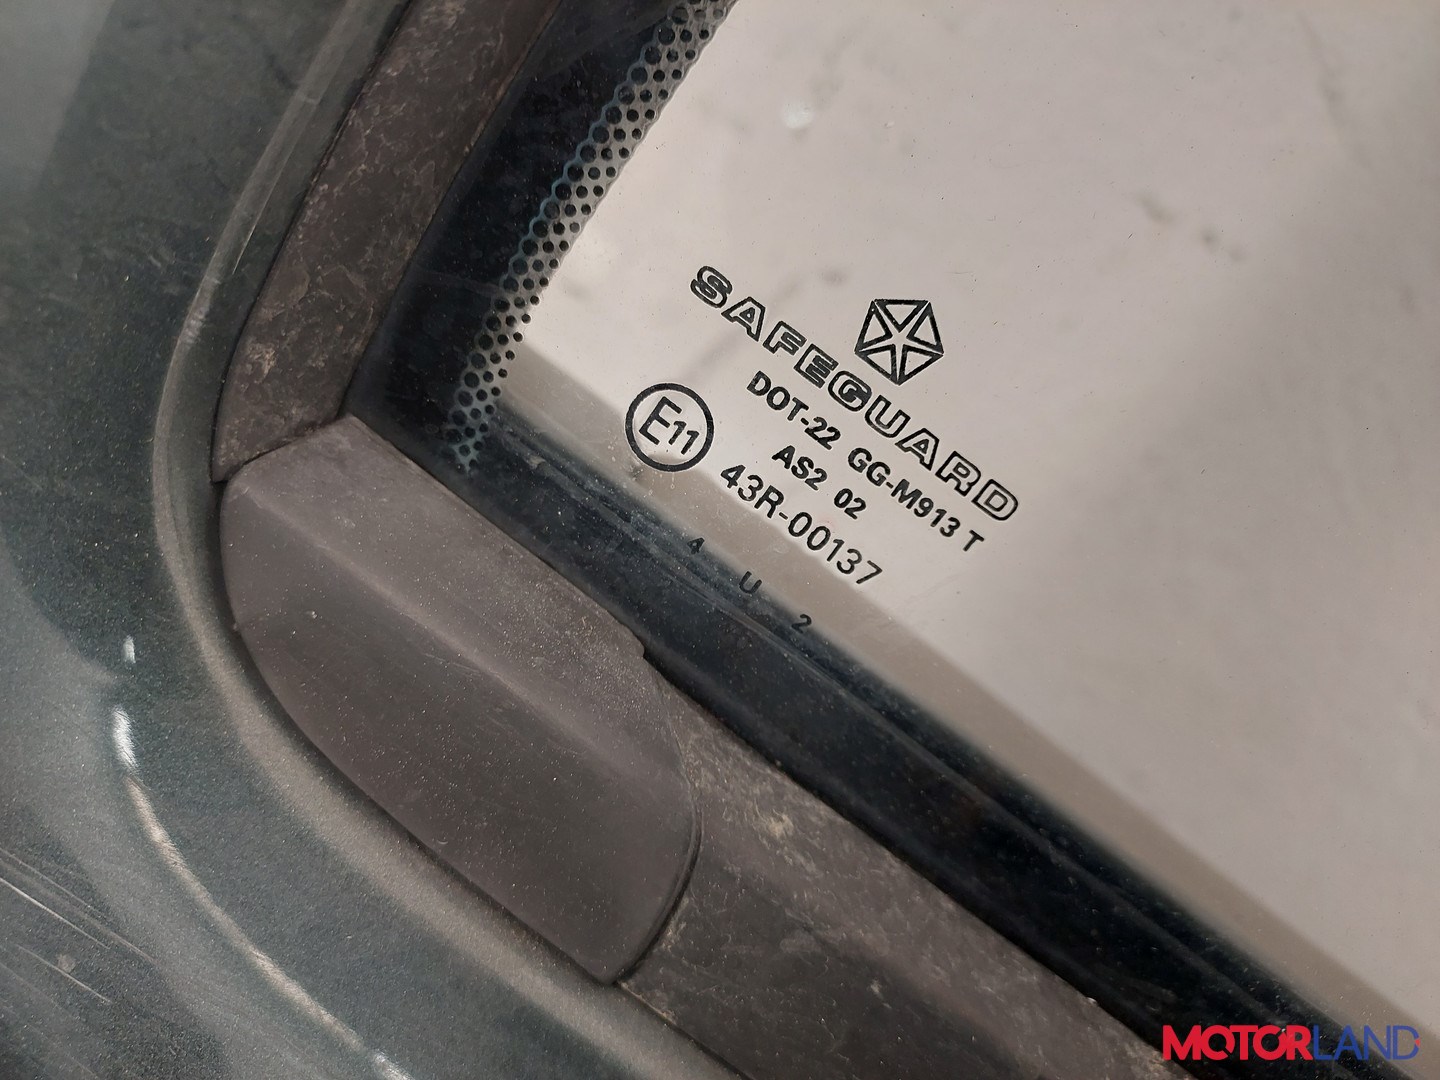 SAFEGUARD
DOT-22 GG-M913 T
AS2 02
E11
43R-00137
4 U 2
MOTORLAND